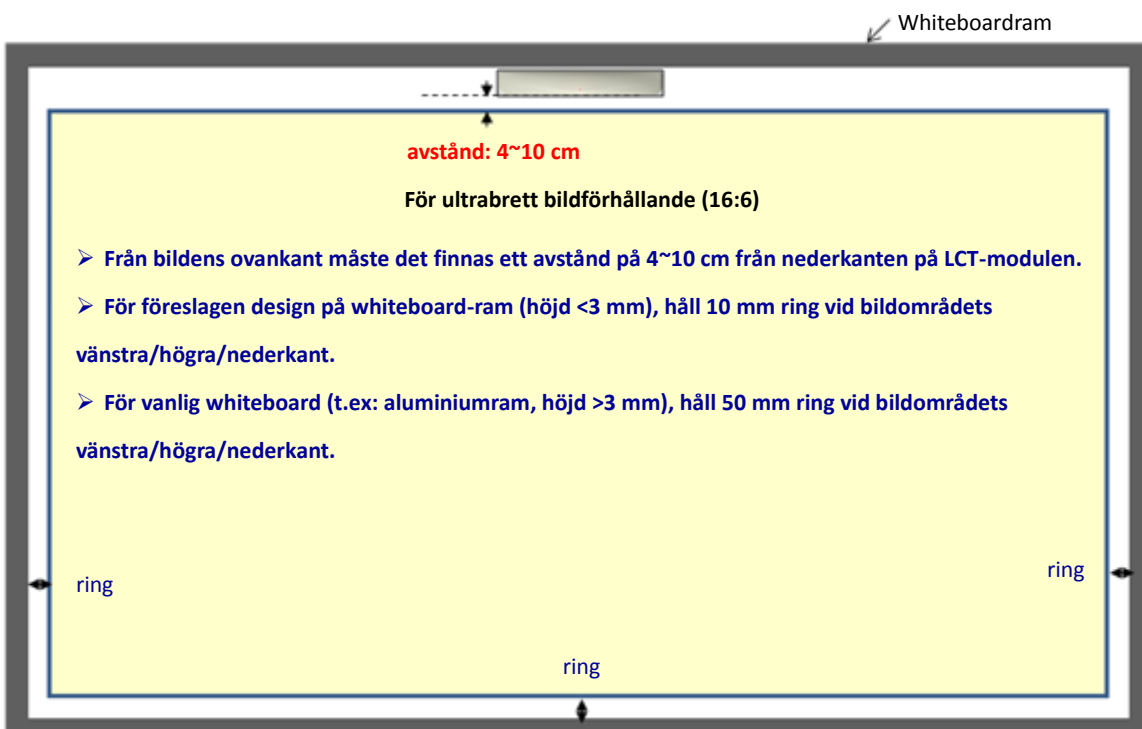 Whiteboardram
avstånd: 4~10 cm
För ultrabrett bildförhållande (16:6)
➢ Från bildens ovankant måste det finnas ett avstånd på 4~10 cm från nederkanten på LCT-modulen.
➢ För föreslagen design på whiteboard-ram (höjd <3 mm), håll 10 mm ring vid bildområdets
vänstra/högra/nederkant.
➢ För vanlig whiteboard (t.ex: aluminiumram, höjd >3 mm), håll 50 mm ring vid bildområdets
vänstra/högra/nederkant.
ring
ring
ring